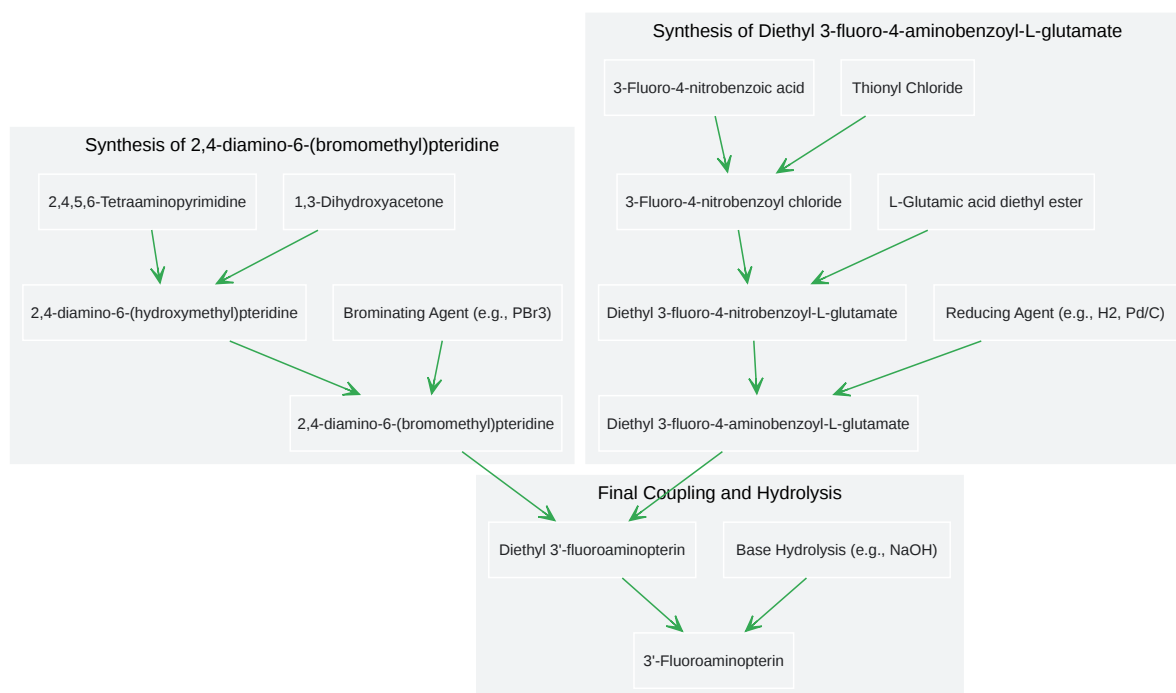 Synthesis of Diethyl 3-fluoro-4-aminobenzoyl-L-glutamate
3-Fluoro-4-nitrobenzoic acid
Thionyl Chloride
Synthesis of 2,4-diamino-6-(bromomethyl)pteridine
2,4,5,6-Tetraaminopyrimidine
1,3-Dihydroxyacetone
3-Fluoro-4-nitrobenzoyl chloride
L-Glutamic acid diethyl ester
2,4-diamino-6-(hydroxymethyl)pteridine
Brominating Agent (e.g., PBr3)
Diethyl 3-fluoro-4-nitrobenzoyl-L-glutamate
Reducing Agent (e.g., H2, Pd/C)
2,4-diamino-6-(bromomethyl)pteridine
Diethyl 3-fluoro-4-aminobenzoyl-L-glutamate
Final Coupling and Hydrolysis
Diethyl 3'-fluoroaminopterin
Base Hydrolysis (e.g., NaOH)
3'-Fluoroaminopterin